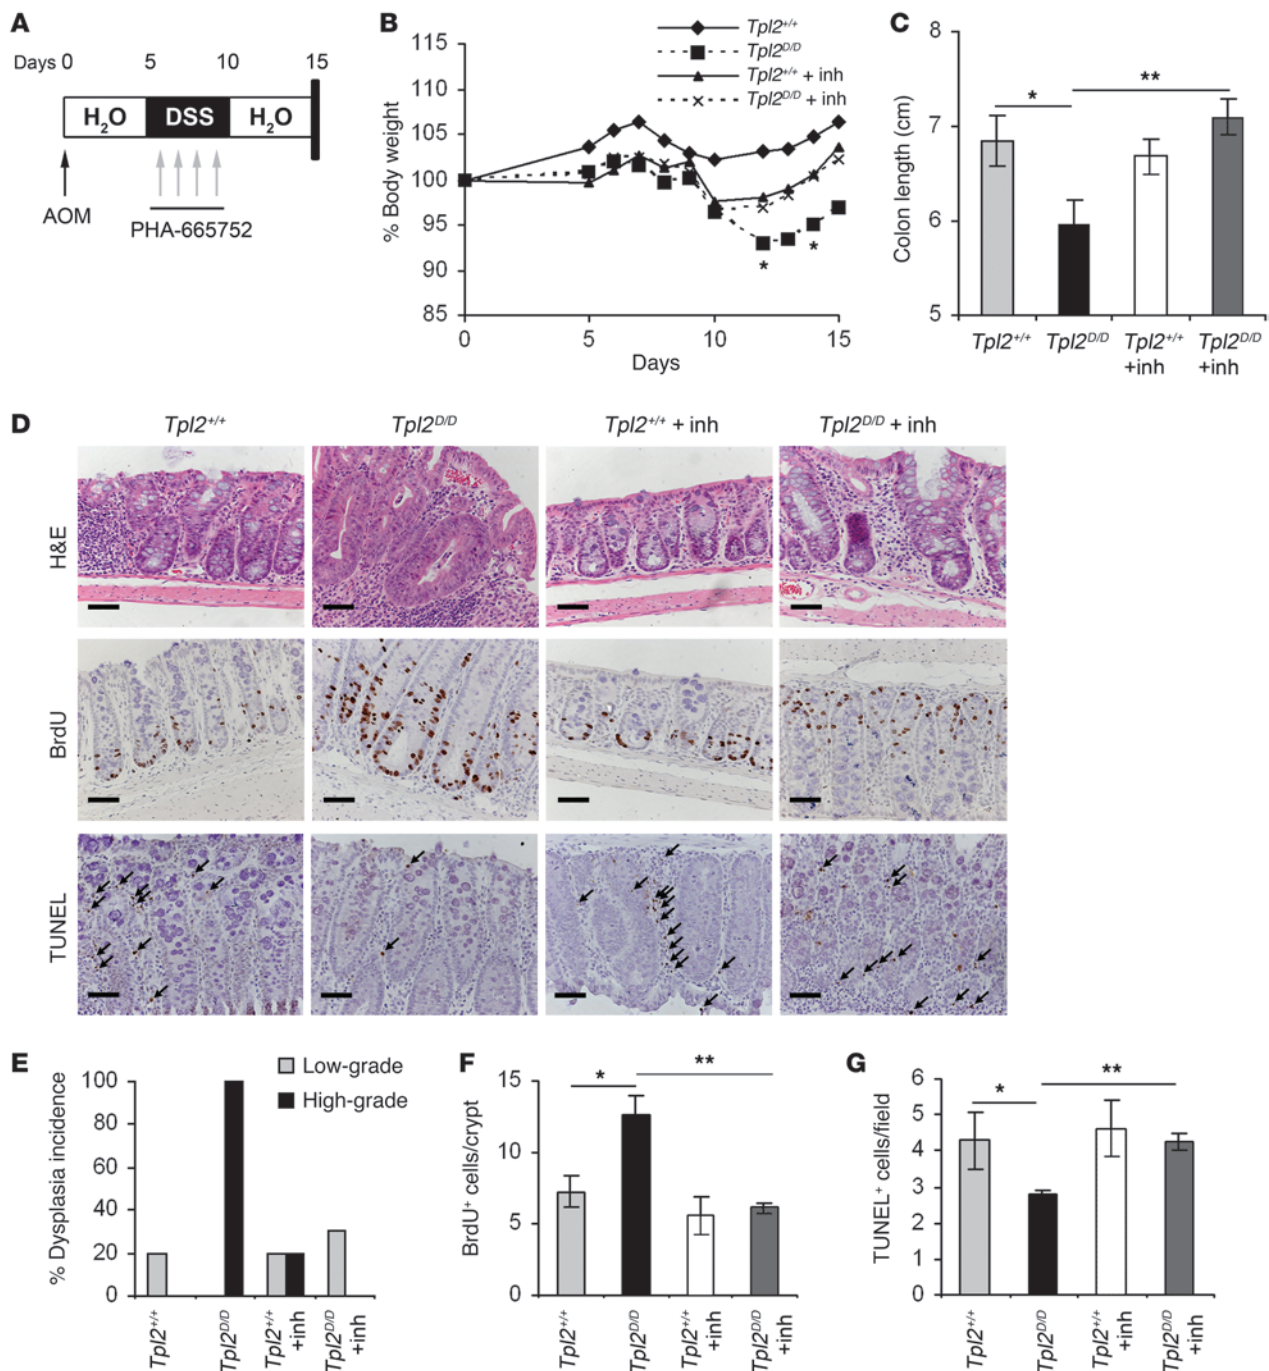 A
Days 0 5 10 15
H₂O DSS H₂O
AOM
PHA-665752
B
Tpl2+/+
Tpl2D/D
Tpl2+/+ + inh
Tpl2D/D + inh
% Body weight
115
110
105
100
95
90
85
* *
0 5 10 15
Days
C
Colon length (cm)
8
7
6
5
* **
Tpl2+/+ Tpl2D/D Tpl2+/+ +inh Tpl2D/D +inh
D
Tpl2+/+ Tpl2D/D Tpl2+/+ + inh Tpl2D/D + inh
H&E
BrdU
TUNEL
E
Low-grade
High-grade
% Dysplasia incidence
100
80
60
40
20
0
Tpl2+/+ Tpl2D/D Tpl2+/+ +inh Tpl2D/D +inh
F
BrdU+ cells/crypt
15
10
5
0
* **
Tpl2+/+ Tpl2D/D Tpl2+/+ +inh Tpl2D/D +inh
G
TUNEL+ cells/field
6
5
4
3
2
1
0
* **
Tpl2+/+ Tpl2D/D Tpl2+/+ +inh Tpl2D/D +inh